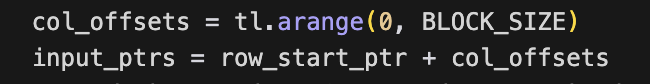 col_offsets = tl.arange(0, BLOCK_SIZE)
input_ptrs = row_start_ptr + col_offsets